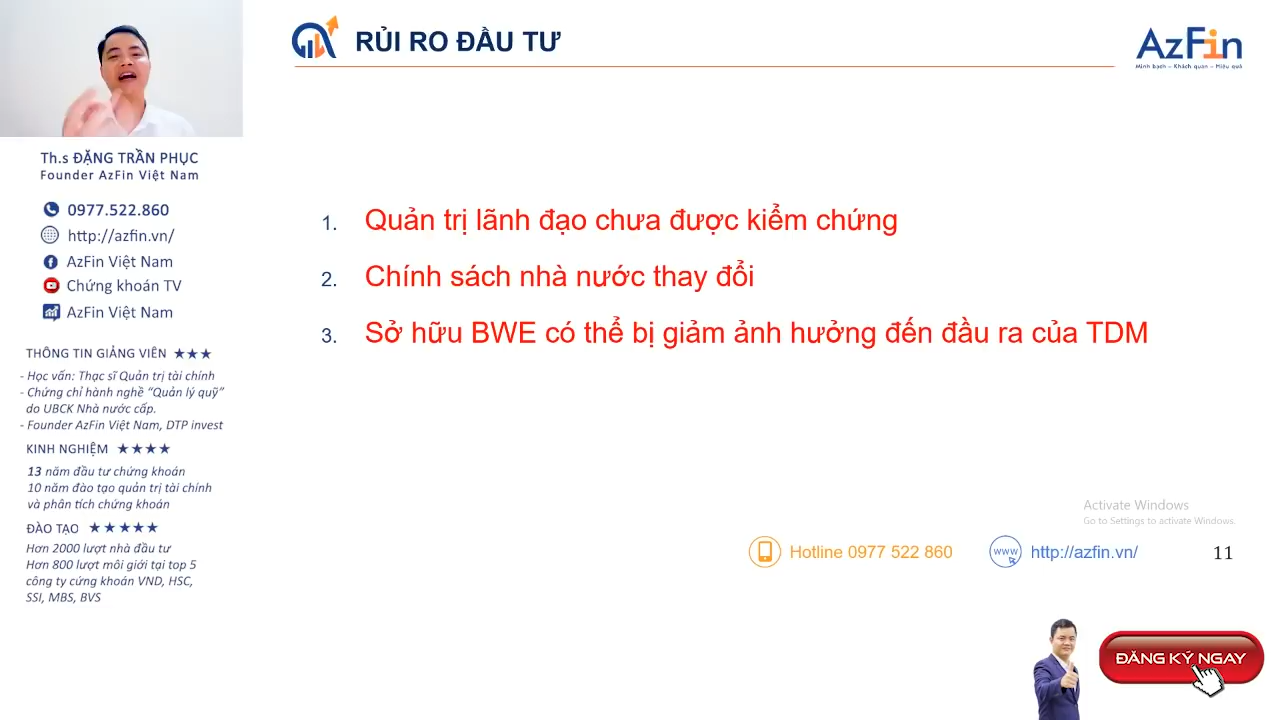 RỦI RO ĐẦU TƯ
AzFin
Minh bạch – Khách quan – Hiệu quả
Th.s ĐẶNG TRẦN PHỤC
Founder AzFin Việt Nam
0977.522.860
http://azfin.vn/
AzFin Việt Nam
Chứng khoán TV
AzFin Việt Nam
THÔNG TIN GIẢNG VIÊN ★★★
- Học vấn: Thạc sĩ Quản trị tài chính
- Chứng chỉ hành nghề “Quản lý quỹ”
do UBCK Nhà nước cấp.
- Founder AzFin Việt Nam, DTP invest
KINH NGHIỆM ★★★★
13 năm đầu tư chứng khoán
10 năm đào tạo quản trị tài chính
và phân tích chứng khoán
ĐÀO TẠO ★★★★★
Hơn 2000 lượt nhà đầu tư
Hơn 800 lượt môi giới tại top 5
công ty cứng khoán VND, HSC,
SSI, MBS, BVS
1. Quản trị lãnh đạo chưa được kiểm chứng
2. Chính sách nhà nước thay đổi
3. Sở hữu BWE có thể bị giảm ảnh hưởng đến đầu ra của TDM
Activate Windows
Go to Settings to activate Windows.
Hotline 0977 522 860
www
http://azfin.vn/
11
ĐĂNG KÝ NGAY